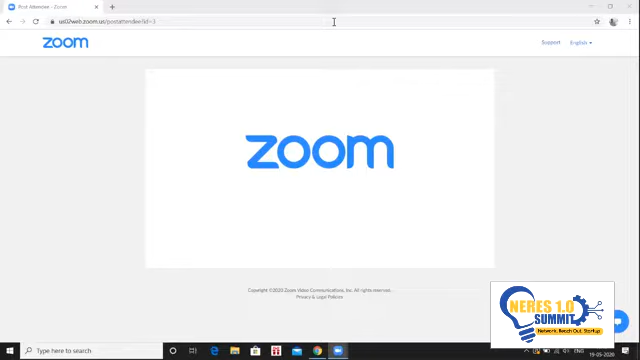 Post Attendee - Zoom
us02web.zoom.us/postattendee?id=3
zoom
Support
English
zoom
Copyright ©2020 Zoom Video Communications, Inc. All rights reserved.
Privacy & Legal Policies
NERES 1.0
SUMMIT
Network, Reach Out, Startup
Type here to search
ENG
19-05-2020